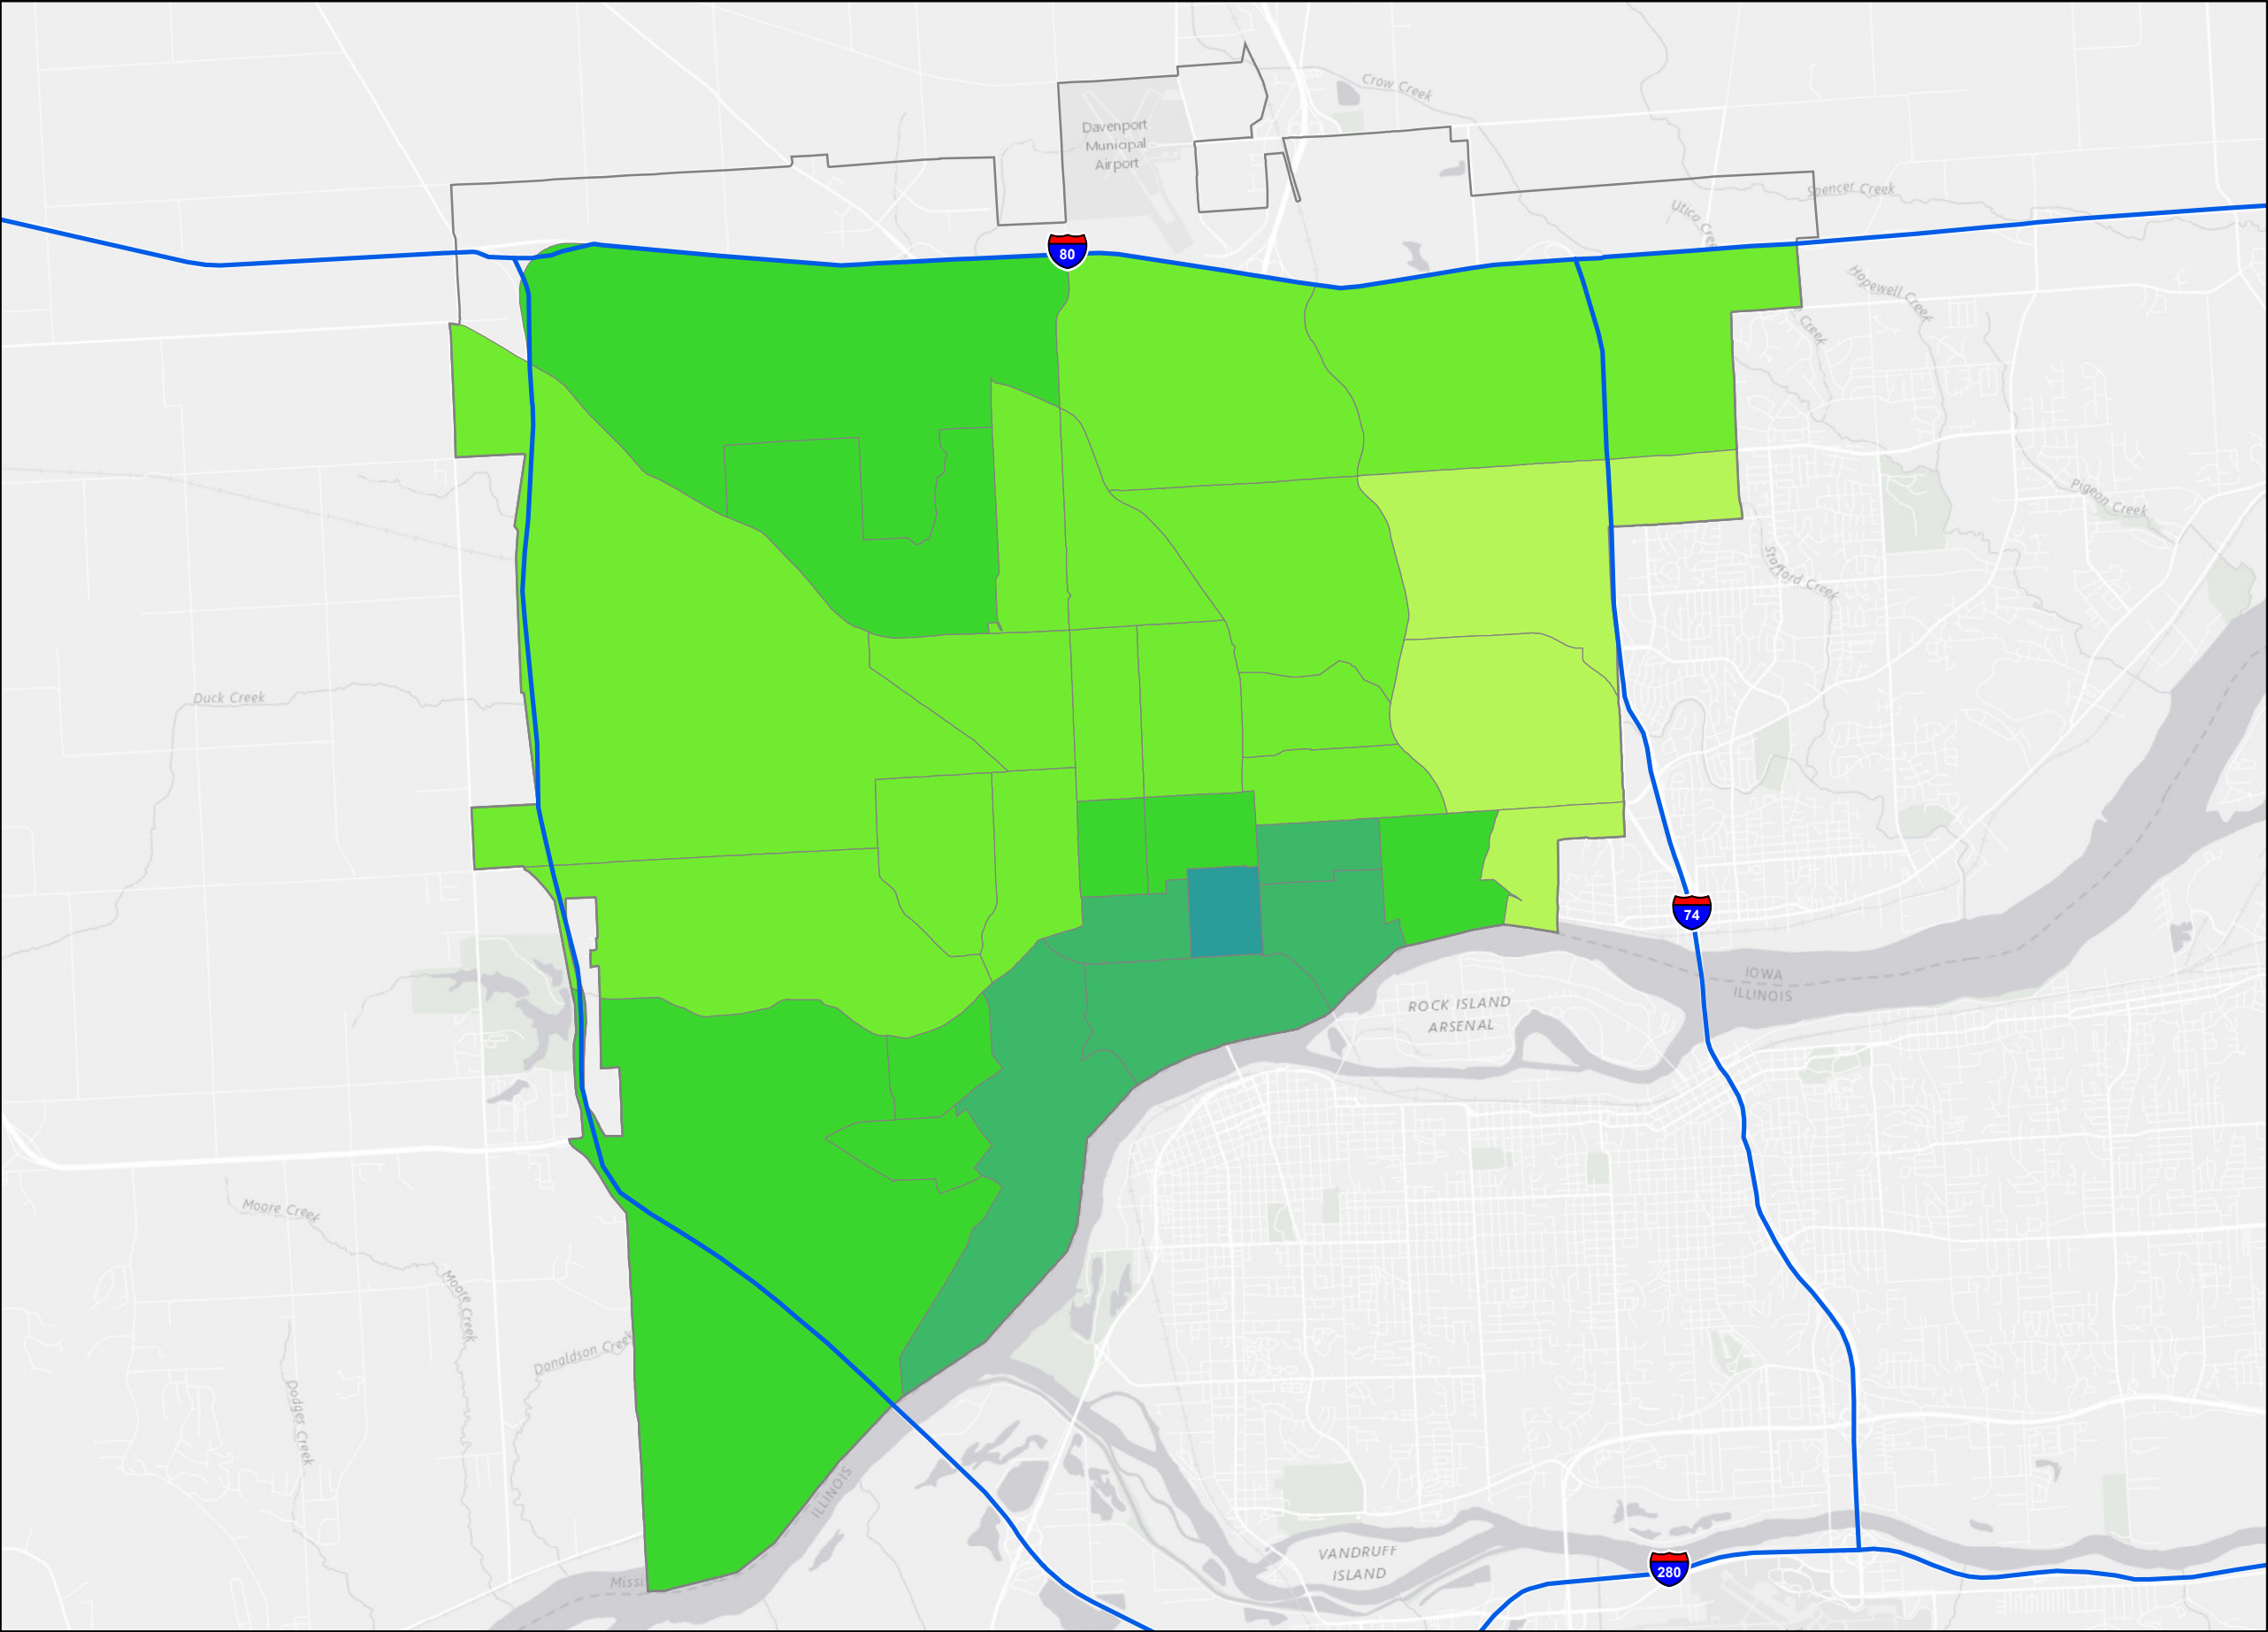 Crow Creek
Davenport
Municipal
Airport
Spencer Creek
Utica Cree
80
Hopewell Creek
Creek
Pigeon Creek
Stafford Creek
Duck Creek
74
IOWA
ILLINOIS
ROCK ISLAND
ARSENAL
Moore Creek
Moore Creek
Donaldson Creek
Dodges Creek
ILLINOIS
VANDRUFF
ISLAND
280
Missi